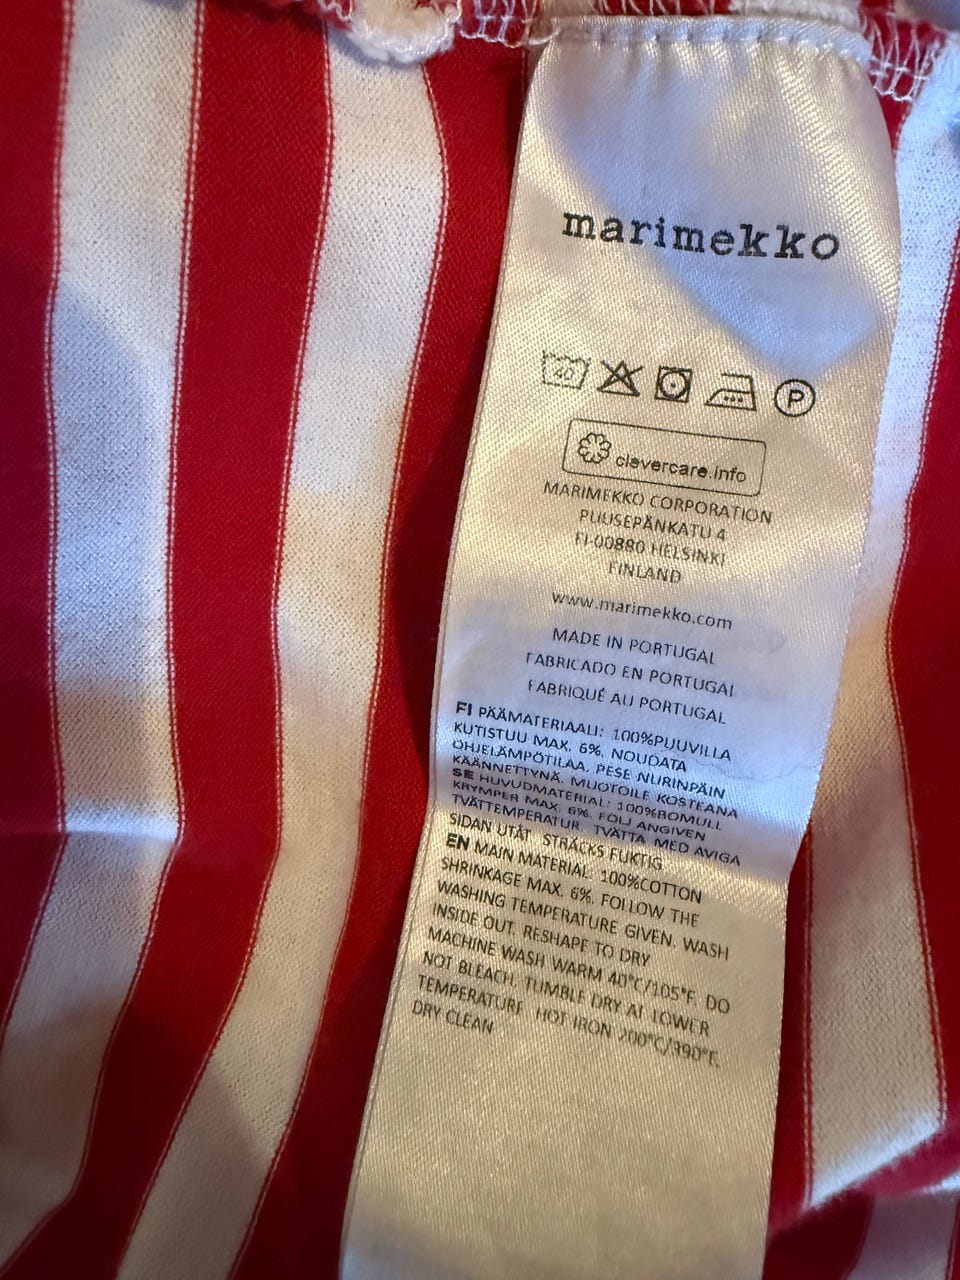 marimekko
40 P
clevercare.info
MARIMEKKO CORPORATION
PUUSEPÄNKATU 4
FI-00880 HELSINKI
FINLAND
www.marimekko.com
MADE IN PORTUGAL
FABRICADO EN PORTUGAL
FABRIQUÉ AU PORTUGAL
FI PÄÄMATERIAALI: 100%PUUVILLA
KUTISTUU MAX. 6%. NOUDATA
OHJELÄMPÖTILAA. PESE NURINPÄIN
KÄÄNNETTYNÄ. MUOTOILE KOSTEANA
SE HUVUDMATERIAL: 100%BOMULL
KRYMPER MAX. 6%. FÖLJ ANGIVEN
TVÄTTEMPERATUR. TVÄTTA MED AVIGA
SIDAN UTÅT STRÄCKS FUKTIG
EN MAIN MATERIAL: 100%COTTON
SHRINKAGE MAX. 6%. FOLLOW THE
WASHING TEMPERATURE GIVEN. WASH
INSIDE OUT. RESHAPE TO DRY
MACHINE WASH WARM 40°C/105°F. DO
NOT BLEACH. TUMBLE DRY AT LOWER
TEMPERATURE HOT IRON 200°C/390°F.
DRY CLEAN